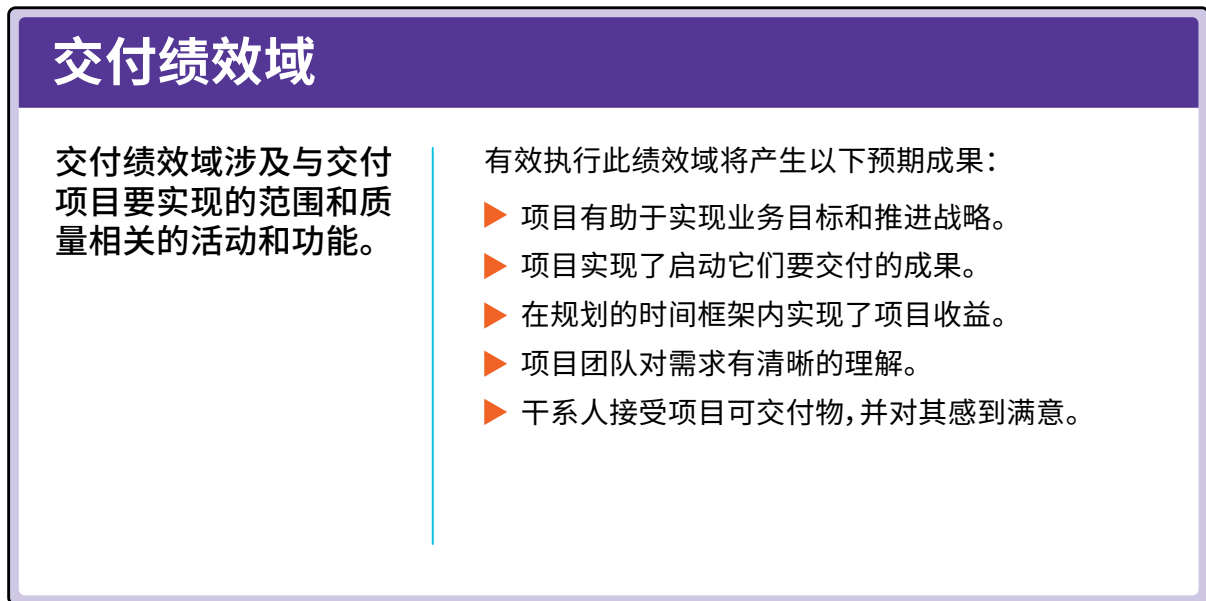 交付绩效域
交付绩效域涉及与交付
项目要实现的范围和质
量相关的活动和功能。
有效执行此绩效域将产生以下预期成果：
▶ 项目有助于实现业务目标和推进战略。
▶ 项目实现了启动它们要交付的成果。
▶ 在规划的时间框架内实现了项目收益。
▶ 项目团队对需求有清晰的理解。
▶ 干系人接受项目可交付物，并对其感到满意。